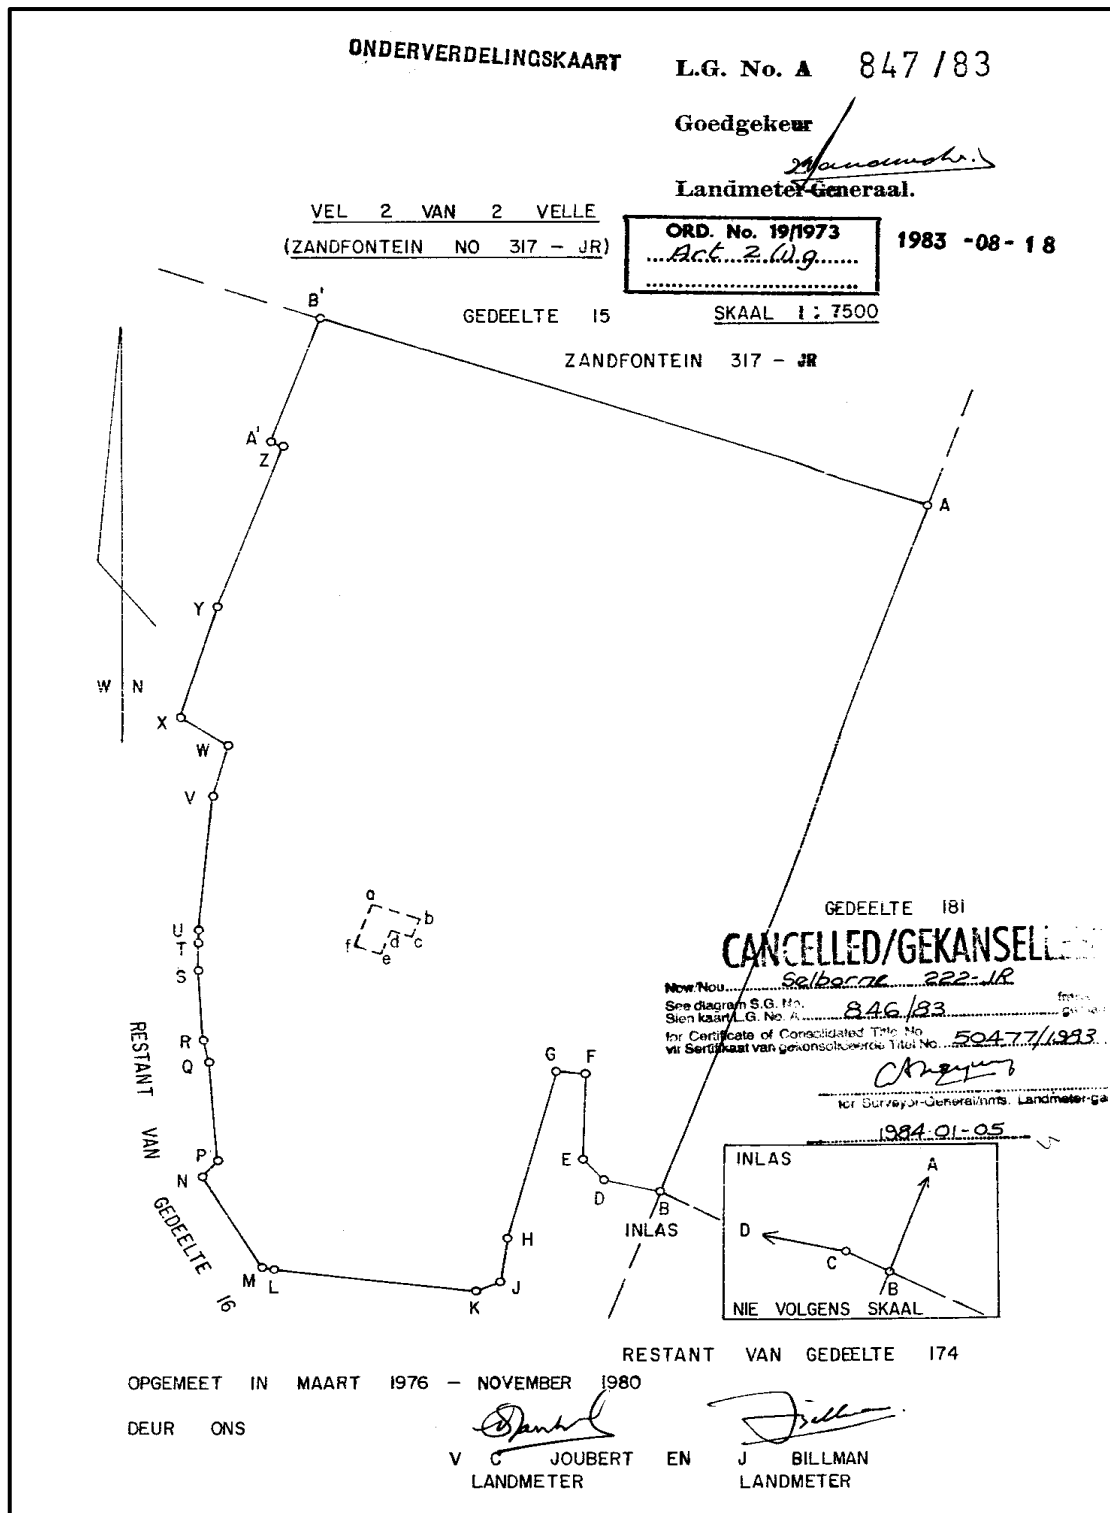 ONDERVERDELINGSKAART
L.G. No. A 847/83
Goedgekeur
Landmeter-Generaal.
VEL 2 VAN 2 VELLE
(ZANDFONTEIN NO 317 - JR)
ORD. No. 19/1973
Art 2(1)g
1983-08-18
GEDEELTE 15
SKAAL 1:7500
ZANDFONTEIN 317 - JR
B'
A'
Z
A
Y
W N
X
W
V
a
b
c
d
e
f
U
T
S
R
Q
P
N
M
L
K
J
H
G
F
E
D
B
INLAS
RESTANT VAN GEDEELTE 16
GEDEELTE 181
CANCELLED/GEKANSELL
Now/Nou Selborne 222-JR
See diagram S.G. No.
Sien kaart L.G. No. A 846/83
for Certificate of Consolidated Title No.
vir Sertifikaat van gekonsolideerde Titel No. 50477/1983
for Surveyor-General/nms. Landmeter-ge
1984-01-05
INLAS
A
D
C
B
NIE VOLGENS SKAAL
RESTANT VAN GEDEELTE 174
OPGEMEET IN MAART 1976 - NOVEMBER 1980
DEUR ONS
V C JOUBERT EN J BILLMAN
LANDMETER LANDMETER